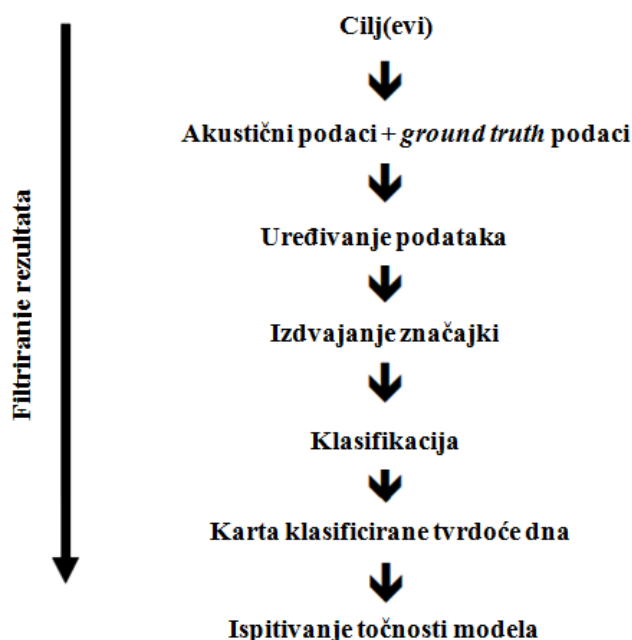 Cilj(evi)
Akustični podaci + ground truth podaci
Uređivanje podataka
Izdvajanje značajki
Klasifikacija
Karta klasificirane tvrdoće dna
Ispitivanje točnosti modela
Filtriranje rezultata